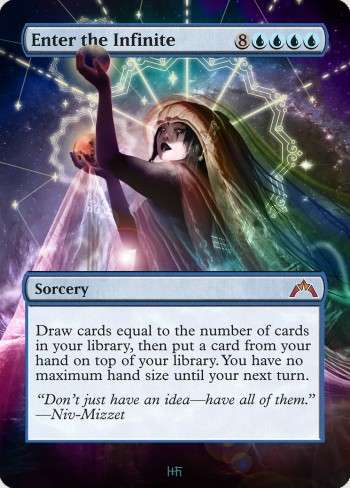 Enter the Infinite 8
Sorcery
Draw cards equal to the number of cards
in your library, then put a card from your
hand on top of your library. You have no
maximum hand size until your next turn.
“Don't just have an idea—have all of them.”
—Niv-Mizzet